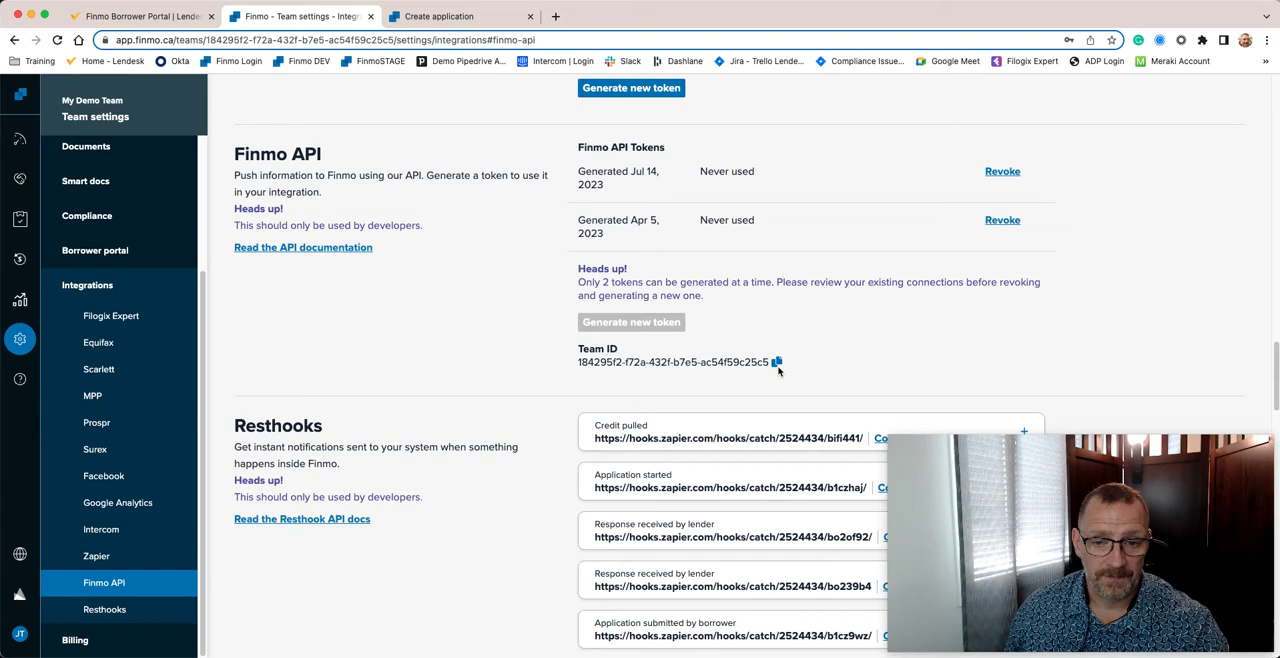 Finmo Borrower Portal | Lende
Finmo - Team settings - Integr
Create application
app.finmo.ca/teams/184295f2-f72a-432f-b7e5-ac54f59c25c5/settings/integrations#finmo-api
Training
Home - Lendesk
Okta
Finmo Login
Finmo DEV
FinmoSTAGE
Demo Pipedrive A...
Intercom | Login
Slack
Dashlane
Jira - Trello Lende...
Compliance Issue...
Google Meet
Filogix Expert
ADP Login
Meraki Account
»
My Demo Team
Team settings
Documents
Smart docs
Compliance
Borrower portal
Integrations
Filogix Expert
Equifax
Scarlett
MPP
Prospr
Surex
Facebook
Google Analytics
Intercom
Zapier
Finmo API
Resthooks
Billing
JT
Generate new token
Finmo API
Push information to Finmo using our API. Generate a token to use it
in your integration.
Heads up!
This should only be used by developers.
Read the API documentation
Finmo API Tokens
Generated Jul 14,
2023
Never used
Revoke
Generated Apr 5,
2023
Never used
Revoke
Heads up!
Only 2 tokens can be generated at a time. Please review your existing connections before revoking
and generating a new one.
Generate new token
Team ID
184295f2-f72a-432f-b7e5-ac54f59c25c5
Resthooks
Get instant notifications sent to your system when something
happens inside Finmo.
Heads up!
This should only be used by developers.
Read the Resthook API docs
Credit pulled
https://hooks.zapier.com/hooks/catch/2524434/bifi441/ Co
Application started
https://hooks.zapier.com/hooks/catch/2524434/b1czhaj/ Co
Response received by lender
https://hooks.zapier.com/hooks/catch/2524434/bo2of92/ C
Response received by lender
https://hooks.zapier.com/hooks/catch/2524434/bo239b4 C
Application submitted by borrower
https://hooks.zapier.com/hooks/catch/2524434/b1cz9wz/ C